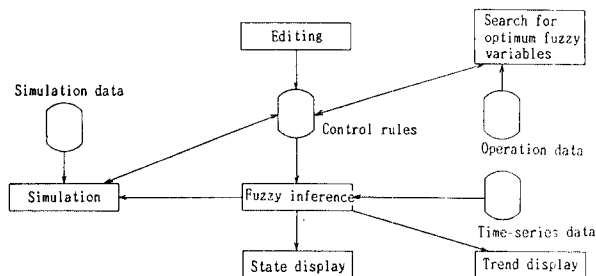 Editing
Search for
optimum fuzzy
variables
Simulation data
Control rules
Operation data
Simulation
Fuzzy inference
Time-series data
State display
Trend display